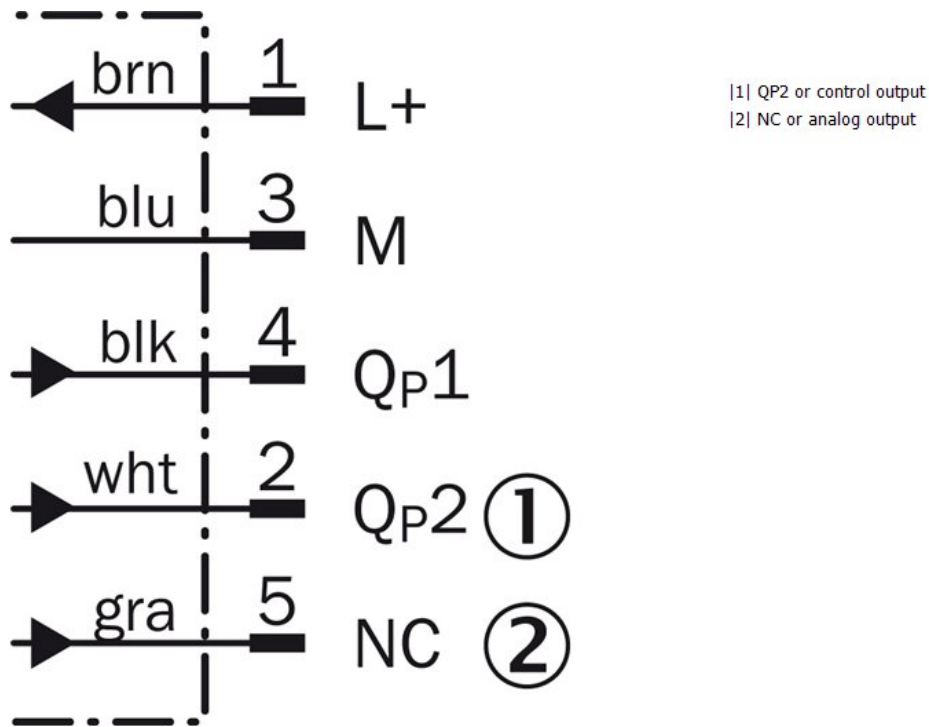 brn 1 L+
|1| QP2 or control output
|2| NC or analog output
blu 3 M
blk 4 QP1
wht 2 QP2 ①
gra 5 NC ②